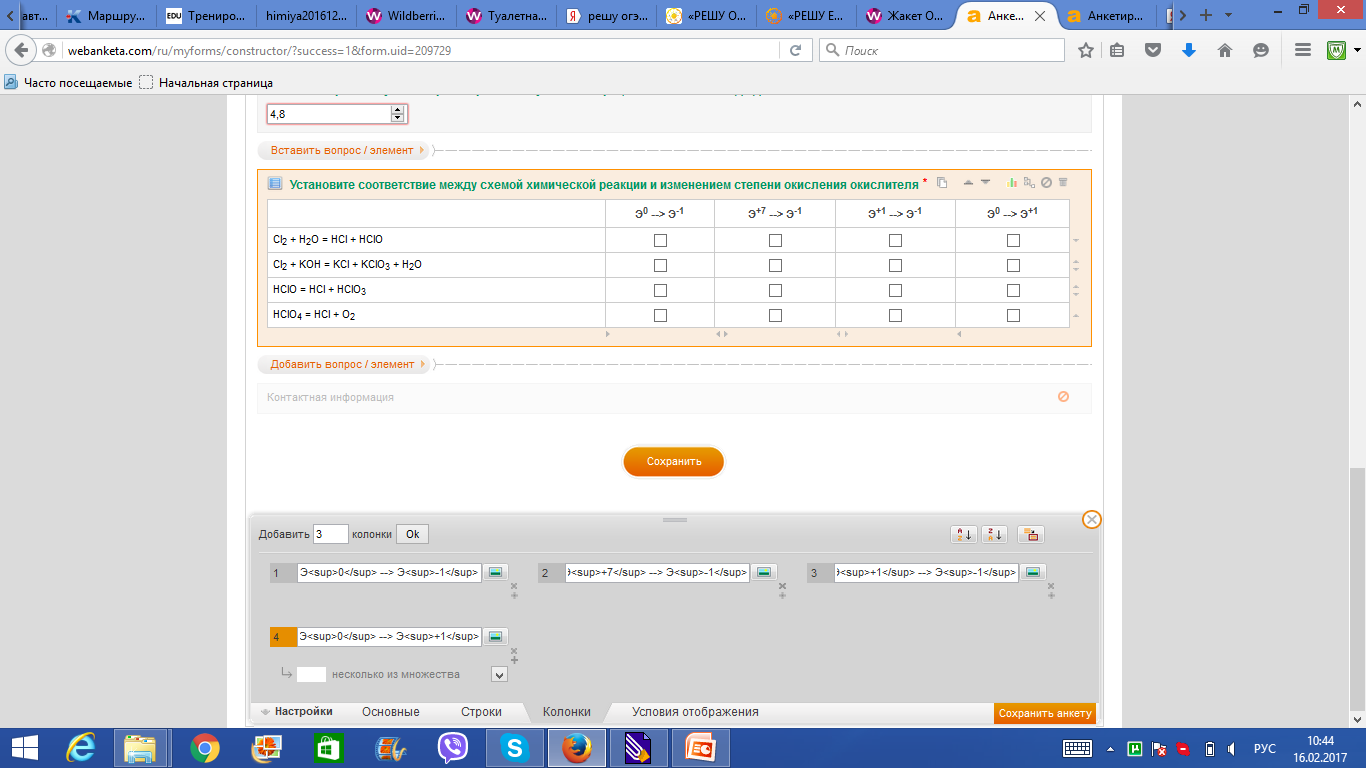 авт...
Маршру...
EDU Трениро...
himiya201612...
Wildberri...
Туалетна...
Я решу огэ...
«РЕШУ О...
«РЕШУ Е...
Жакет О...
a Анке...
a Анкетир...
webanketa.com/ru/myforms/constructor/?success=1&form.uid=209729
Поиск
Часто посещаемые Начальная страница
4,8
Вставить вопрос / элемент
Установите соответствие между схемой химической реакции и изменением степени окисления окислителя *
Э⁰ --> Э⁻¹ Э⁺⁷ --> Э⁻¹ Э⁺¹ --> Э⁻¹ Э⁰ --> Э⁺¹
Cl₂ + H₂O = HCl + HClO
Cl₂ + KOH = KCl + KClO₃ + H₂O
HClO = HCl + HClO₃
HClO₄ = HCl + O₂
Добавить вопрос / элемент
Контактная информация
Сохранить
Добавить 3 колонки Ok
1 Э<sup>0</sup> --> Э<sup>-1</sup>
2 Э<sup>+7</sup> --> Э<sup>-1</sup>
3 Э<sup>+1</sup> --> Э<sup>-1</sup>
4 Э<sup>0</sup> --> Э<sup>+1</sup>
несколько из множества
Настройки Основные Строки Колонки Условия отображения Сохранить анкету
РУС
10:44
16.02.2017